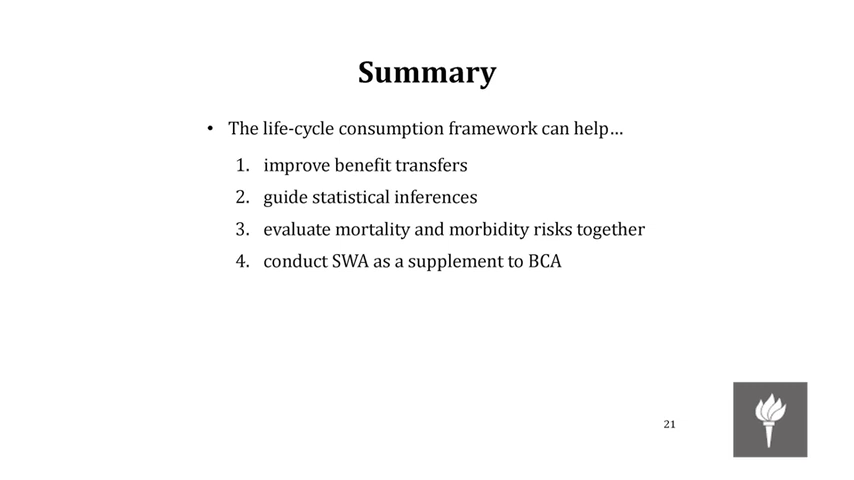 Summary
• The life-cycle consumption framework can help…
1. improve benefit transfers
2. guide statistical inferences
3. evaluate mortality and morbidity risks together
4. conduct SWA as a supplement to BCA
21